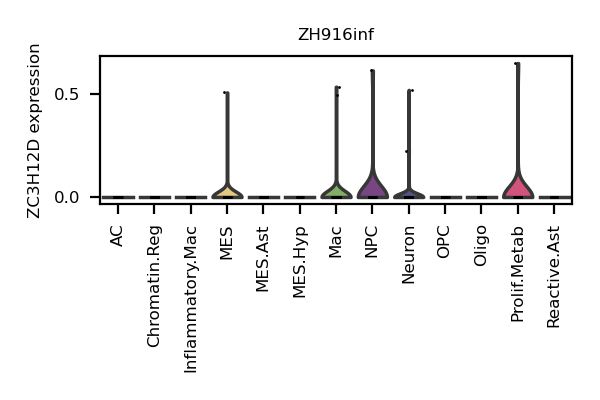 ZH916inf
ZC3H12D expression
0.5
0.0
AC
Chromatin.Reg
Inflammatory.Mac
MES
MES.Ast
MES.Hyp
Mac
NPC
Neuron
OPC
Oligo
Prolif.Metab
Reactive.Ast